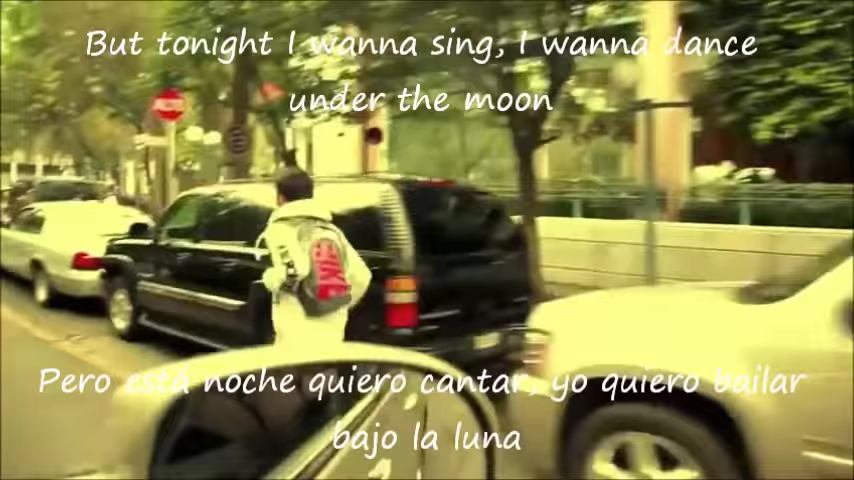 But tonight I wanna sing, I wanna dance
under the moon
ALTO
Pero está noche quiero cantar, yo quiero bailar
bajo la luna